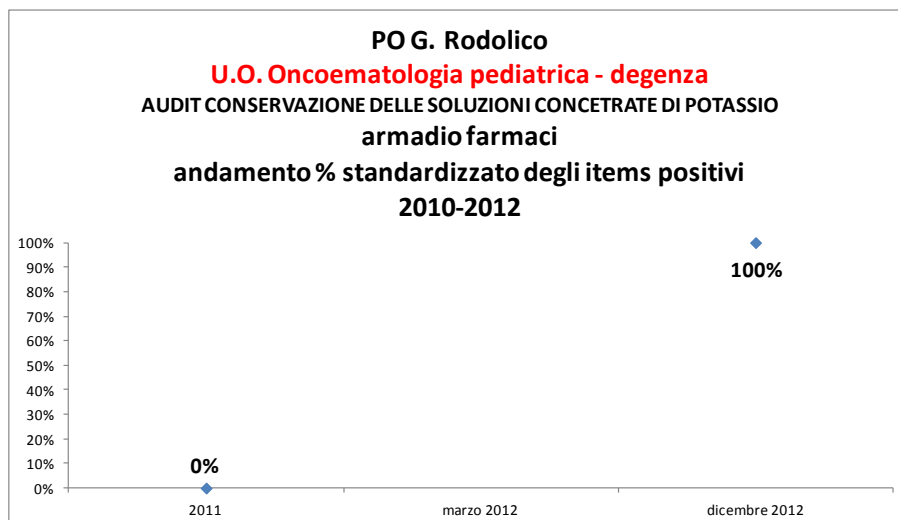 PO G. Rodolico
U.O. Oncoematologia pediatrica - degenza
AUDIT CONSERVAZIONE DELLE SOLUZIONI CONCETRATE DI POTASSIO
armadio farmaci
andamento % standardizzato degli items positivi
2010-2012
100%
90%
80%
70%
60%
50%
40%
30%
20%
10%
0%
0%
100%
2011 marzo 2012 dicembre 2012